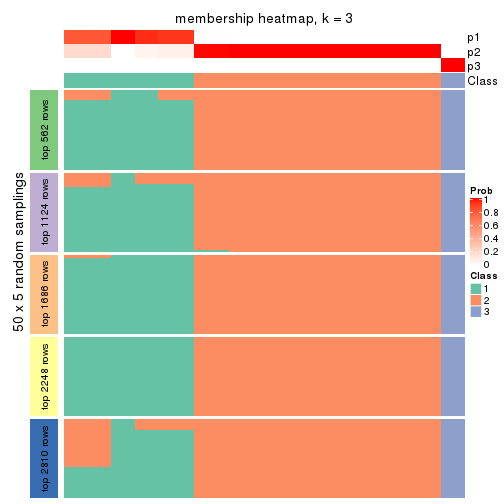 membership heatmap, k = 3
p1
p2
p3
Class
50 x 5 random samplings
top 562 rows
top 1124 rows
top 1686 rows
top 2248 rows
top 2810 rows
Prob
1
0.8
0.6
0.4
0.2
0
Class
1
2
3